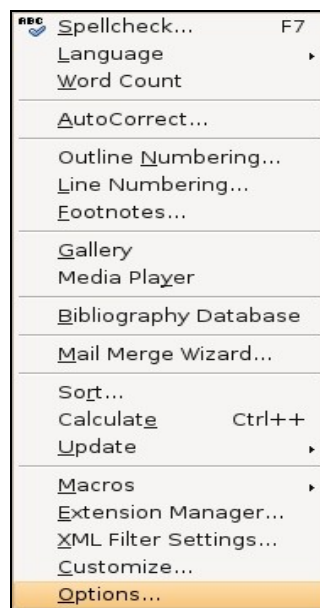 ABC Spellcheck... F7
Language
Word Count
AutoCorrect...
Outline Numbering...
Line Numbering...
Footnotes...
Gallery
Media Player
Bibliography Database
Mail Merge Wizard...
Sort...
Calculate Ctrl++
Update
Macros
Extension Manager...
XML Filter Settings...
Customize...
Options...